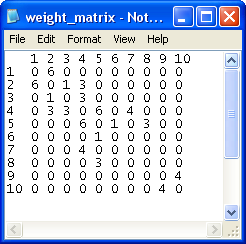 weight_matrix - Not...
File Edit Format View Help
1 2 3 4 5 6 7 8 9 10
1 0 6 0 0 0 0 0 0 0 0
2 6 0 1 3 0 0 0 0 0 0
3 0 1 0 3 0 0 0 0 0 0
4 0 3 3 0 6 0 4 0 0 0
5 0 0 0 6 0 1 0 3 0 0
6 0 0 0 0 1 0 0 0 0 0
7 0 0 0 4 0 0 0 0 0 0
8 0 0 0 0 3 0 0 0 0 0
9 0 0 0 0 0 0 0 0 0 4
10 0 0 0 0 0 0 0 0 4 0